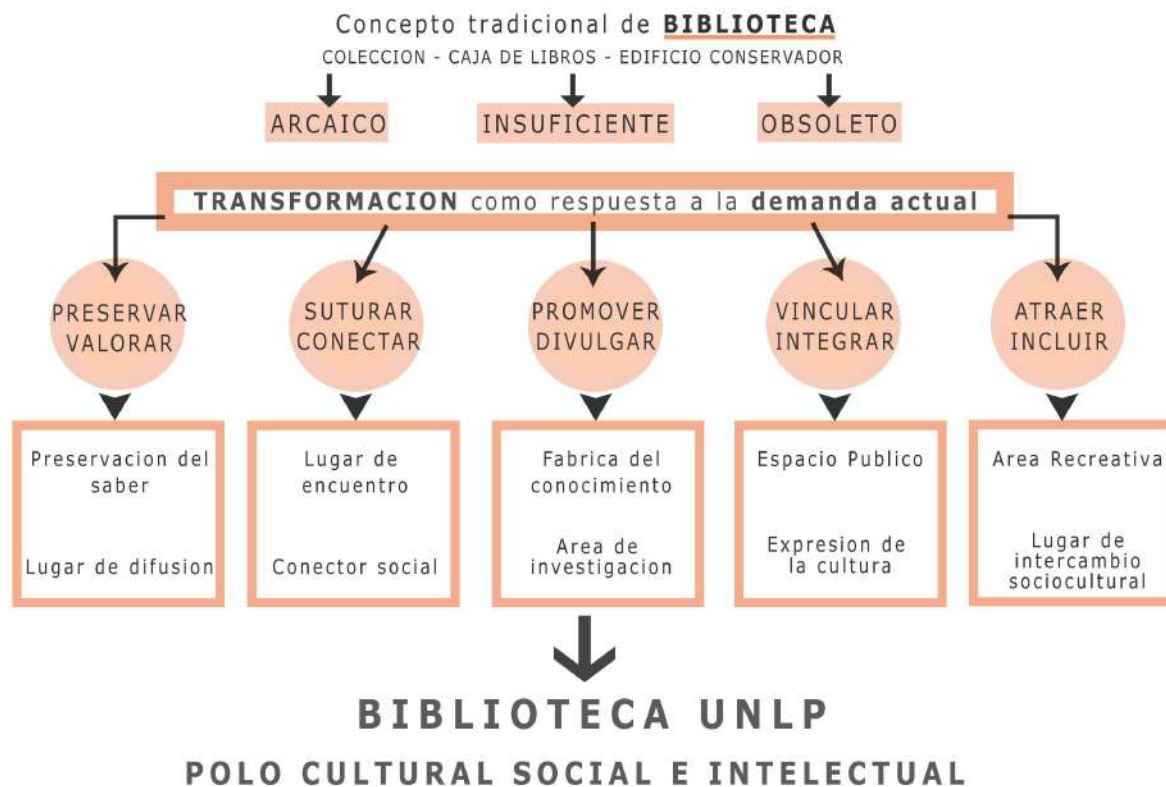 Concepto tradicional de BIBLIOTECA
COLECCION - CAJA DE LIBROS - EDIFICIO CONSERVADOR
ARCAICO
INSUFICIENTE
OBSOLETO
TRANSFORMACION como respuesta a la demanda actual
PRESERVAR
VALORAR
SUTURAR
CONECTAR
PROMOVER
DIVULGAR
VINCULAR
INTEGRAR
ATRAER
INCLUIR
Preservacion del
saber
Lugar de difusion
Lugar de
encuentro
Conector social
Fabrica del
conocimiento
Area de
investigacion
Espacio Publico
Expresion de
la cultura
Area Recreativa
Lugar de
intercambio
sociocultural
BIBLIOTECA UNLP
POLO CULTURAL SOCIAL E INTELECTUAL